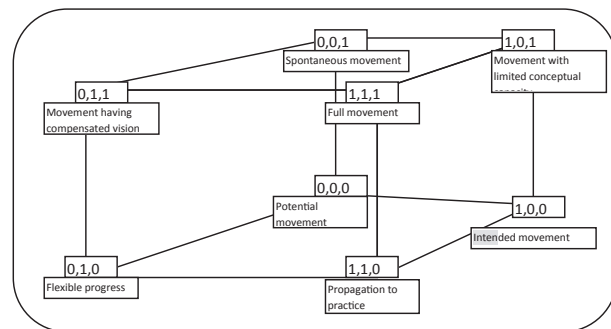 0,0,1
Spontaneous movement
1,0,1
Movement with
limited conceptual
0,1,1
Movement having
compensated vision
1,1,1
Full movement
0,0,0
Potential
movement
1,0,0
Intended movement
0,1,0
Flexible progress
1,1,0
Propagation to
practice